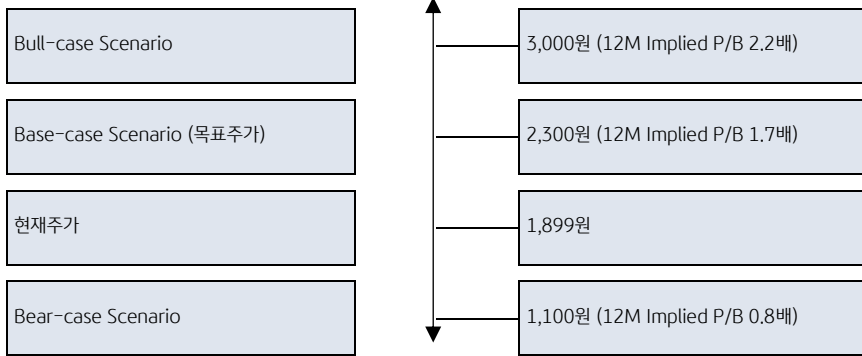 Bull-case Scenario
3,000원 (12M Implied P/B 2.2배)
Base-case Scenario (목표주가)
2,300원 (12M Implied P/B 1.7배)
현재주가
1,899원
Bear-case Scenario
1,100원 (12M Implied P/B 0.8배)